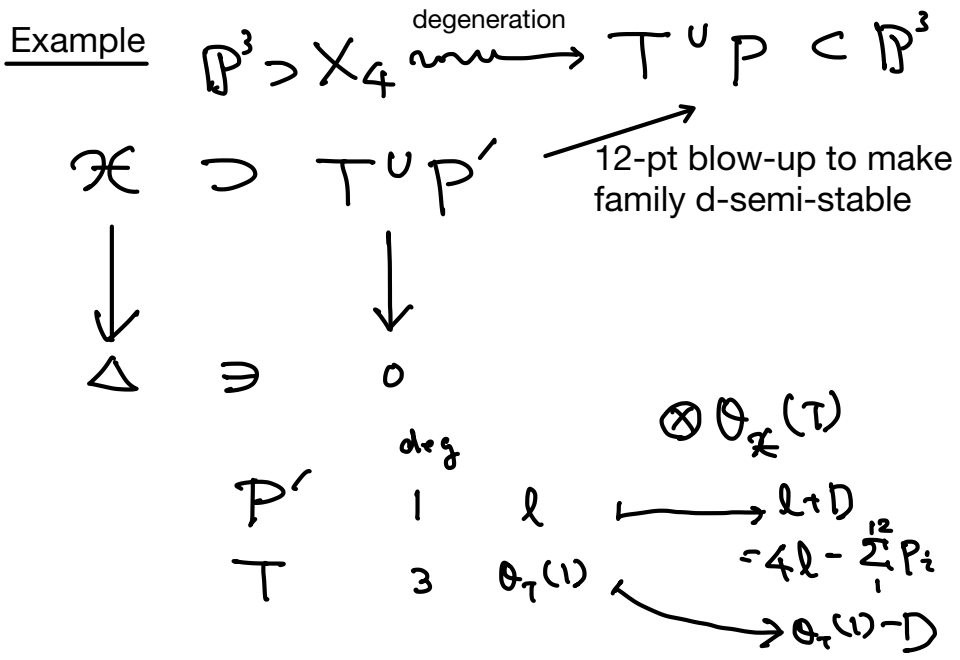 Example ℙ³ ⊃ X₄ degeneration ⟶ T ∪ P ⊂ ℙ³
𝒳 ⊃ T ∪ P′ 12-pt blow-up to make
family d-semi-stable
Δ ∋ 0
⊗ 𝒪_𝒳 (T)
deg
P′ 1 l ⟼ l + D
= 4l - Σ₁¹² Pᵢ
T 3 𝒪_T(1) ⟼ 𝒪_T(1) - D